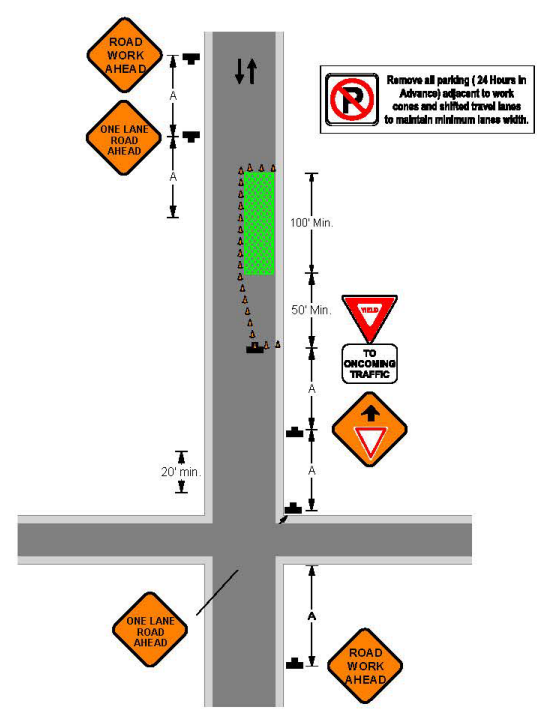 ROAD
WORK
AHEAD
A
ONE LANE
ROAD
AHEAD
A
P
Remove all parking ( 24 Hours in
Advance) adjacent to work
cones and shifted travel lanes
to maintain minimum lanes width.
100' Min.
50' Min.
YIELD
TO
ONCOMING
TRAFFIC
A
A
20' min.
ONE LANE
ROAD
AHEAD
A
ROAD
WORK
AHEAD